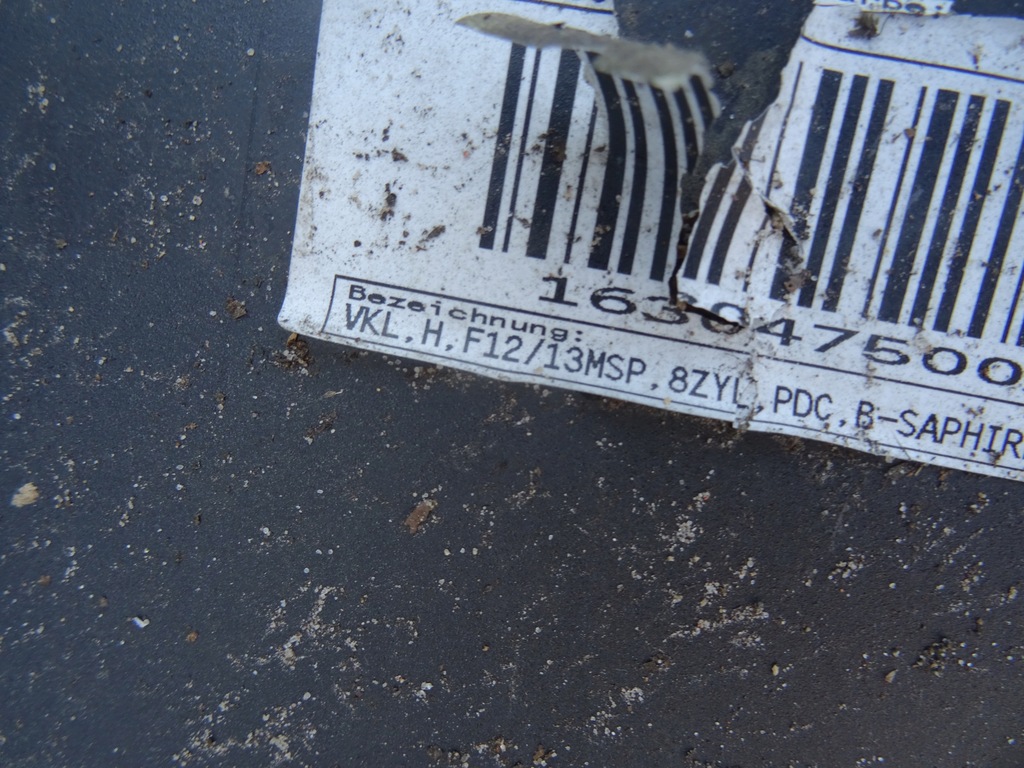 163047500
Bezeichnung:
VKL,H,F12/13MSP,8ZYL,PDC,B-SAPHIR